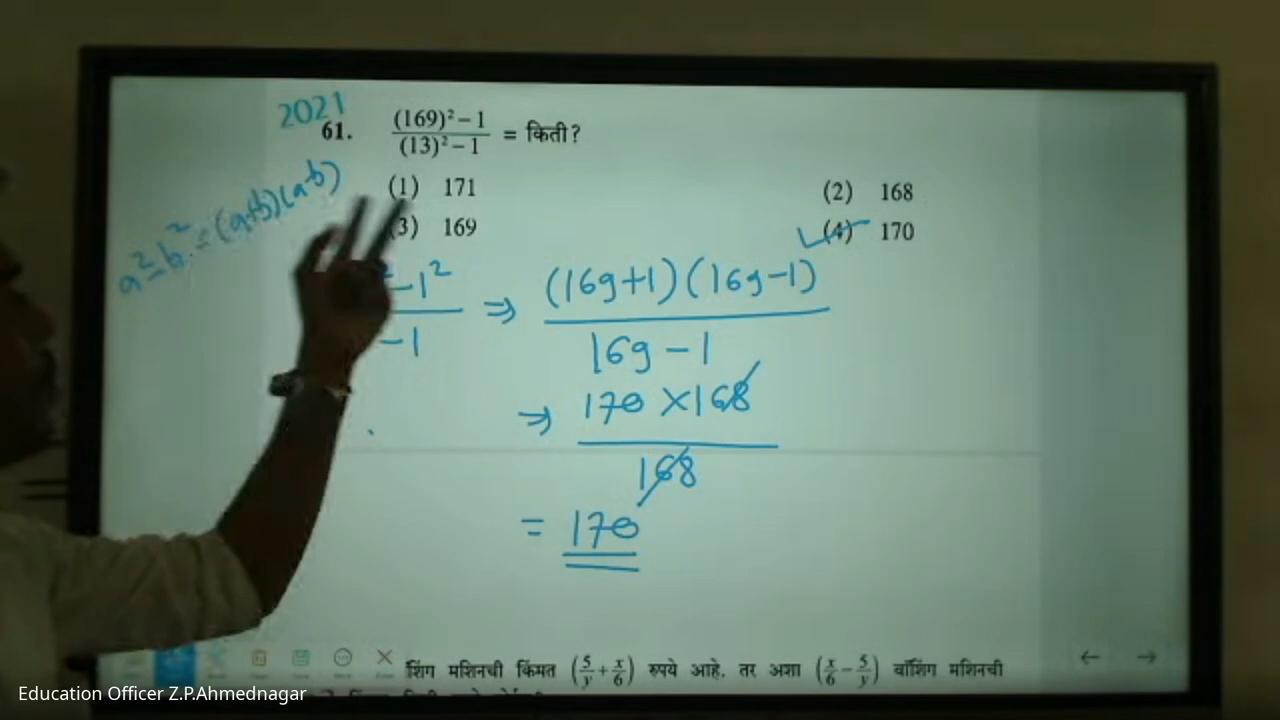 2021
61. (169)² − 1 / (13)² − 1 = किती?
(1) 171 (2) 168
(3) 169 (4) 170
a² − b² = (a+b)(a−b)
−1² ⇒ (169+1)(169−1)
−1 169 − 1
⇒ 170 × 168
168
= 170
शिंग मशिनची किंमत (5/y + x/6) रुपये आहे. तर अशा (x/6 − 5/y) वॉशिंग मशिनची
Education Officer Z.P.Ahmednagar